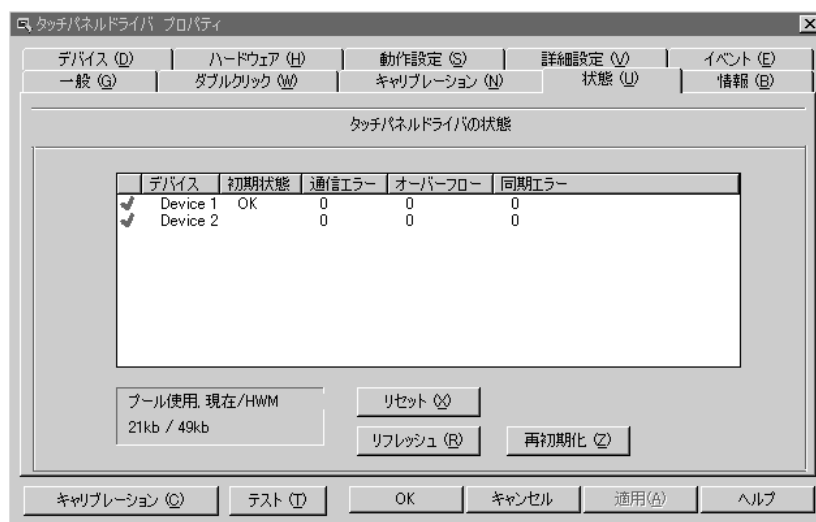 タッチパネルドライバ プロパティ
デバイス (D) ハードウェア (H) 動作設定 (S) 詳細設定 (V) イベント (E)
一般 (G) ダブルクリック (W) キャリブレーション (N) 状態 (U) 情報 (B)
タッチパネルドライバの状態
デバイス 初期状態 通信エラー オーバーフロー 同期エラー
Device 1 OK 0 0 0
Device 2 0 0 0
プール使用, 現在/HWM
21kb / 49kb
リセット (X)
リフレッシュ (R) 再初期化 (Z)
キャリブレーション (C) テスト (T) OK キャンセル 適用(A) ヘルプ